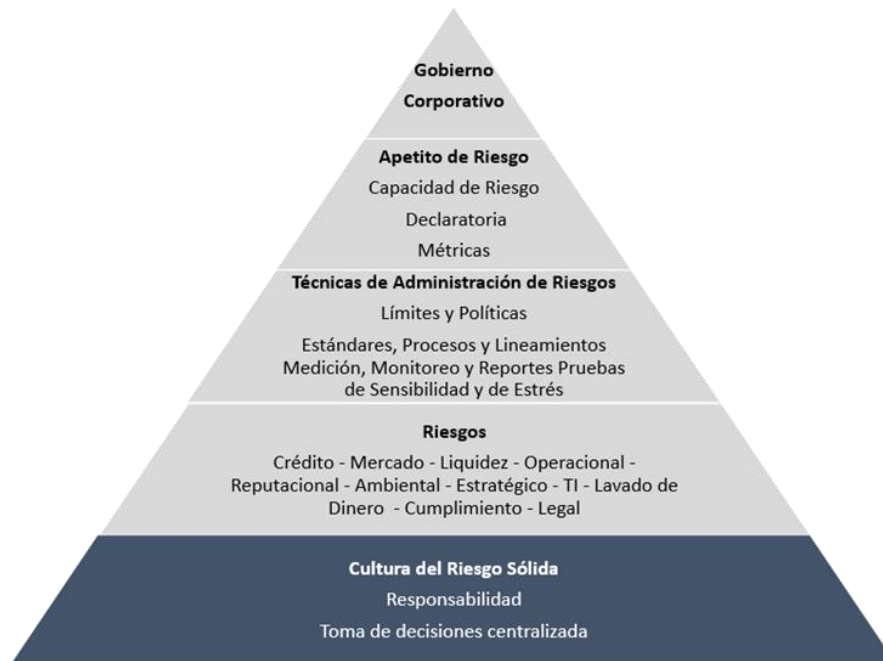 Gobierno
Corporativo
Apetito de Riesgo
Capacidad de Riesgo
Declaratoria
Métricas
Técnicas de Administración de Riesgos
Límites y Políticas
Estándares, Procesos y Lineamientos
Medición, Monitoreo y Reportes Pruebas
de Sensibilidad y de Estrés
Riesgos
Crédito - Mercado - Liquidez - Operacional -
Reputacional - Ambiental - Estratégico - TI - Lavado de
Dinero - Cumplimiento - Legal
Cultura del Riesgo Sólida
Responsabilidad
Toma de decisiones centralizada